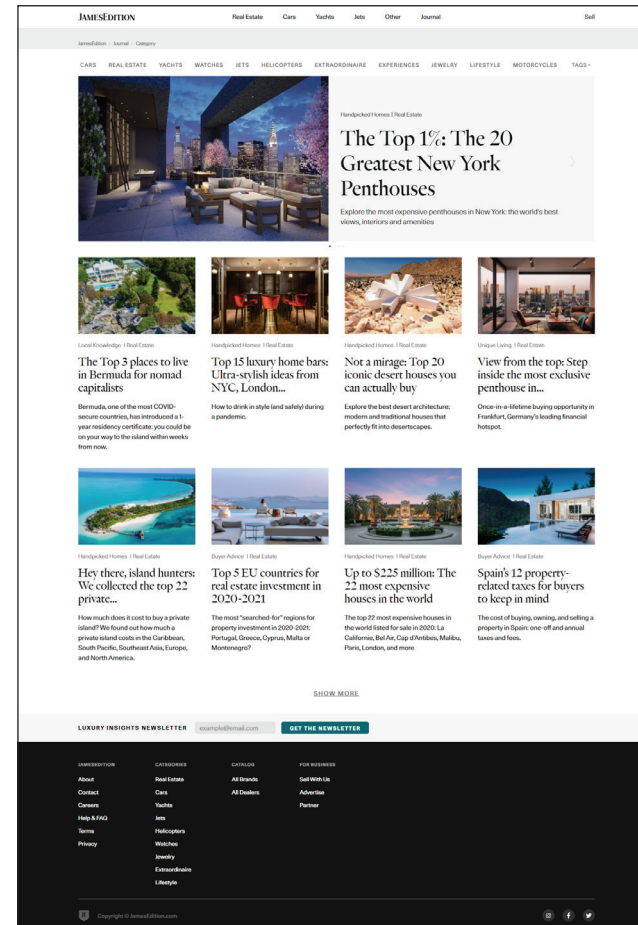 JAMESEDITION
Real Estate Cars Yachts Jets Other Journal
Sell
JamesEdition Journal Category
CARS REAL ESTATE YACHTS WATCHES JETS HELICOPTERS EXTRAORDINAIRE EXPERIENCES JEWELRY LIFESTYLE MOTORCYCLES TAGS
Handpicked Homes | Real Estate
The Top 1%: The 20
Greatest New York
Penthouses
Explore the most expensive penthouses in New York: the world's best
views, interiors and amenities
Local Knowledge | Real Estate
The Top 3 places to live
in Bermuda for nomad
capitalists
Bermuda, one of the most COVID-
secure countries, has introduced a 1-
year residency certificate: you could be
on your way to the island within weeks
from now.
Handpicked Homes | Real Estate
Top 15 luxury home bars:
Ultra-stylish ideas from
NYC, London...
How to drink in style (and safely) during
a pandemic.
Handpicked Homes | Real Estate
Not a mirage: Top 20
iconic desert houses you
can actually buy
Explore the best desert architecture:
modern and traditional houses that
perfectly fit into desertscapes.
Unique Living | Real Estate
View from the top: Step
inside the most exclusive
penthouse in...
Once-in-a-lifetime buying opportunity in
Frankfurt, Germany's leading financial
hotspot.
Handpicked Homes | Real Estate
Hey there, island hunters:
We collected the top 22
private...
How much does it cost to buy a private
island? We found out how much a
private island costs in the Caribbean,
South Pacific, Southeast Asia, Europe,
and North America.
Buyer Advice | Real Estate
Top 5 EU countries for
real estate investment in
2020-2021
The most "searched-for" regions for
property investment in 2020-2021:
Portugal, Greece, Cyprus, Malta or
Montenegro?
Handpicked Homes | Real Estate
Up to $225 million: The
22 most expensive
houses in the world
The top 22 most expensive houses in
the world listed for sale in 2020: La
Californie, Bel Air, Cap d'Antibes, Malibu,
Paris, London, and more
Buyer Advice | Real Estate
Spain's 12 property-
related taxes for buyers
to keep in mind
The cost of buying, owning, and selling a
property in Spain: one-off and annual
taxes and fees.
SHOW MORE
LUXURY INSIGHTS NEWSLETTER example@email.com GET THE NEWSLETTER
JAMESEDITION
About
Contact
Careers
Help & FAQ
Terms
Privacy
CATEGORIES
Real Estate
Cars
Yachts
Jets
Helicopters
Watches
Jewelry
Extraordinaire
Lifestyle
CATALOG
All Brands
All Dealers
FOR BUSINESS
Sell With Us
Advertise
Partner
Copyright © JamesEdition.com